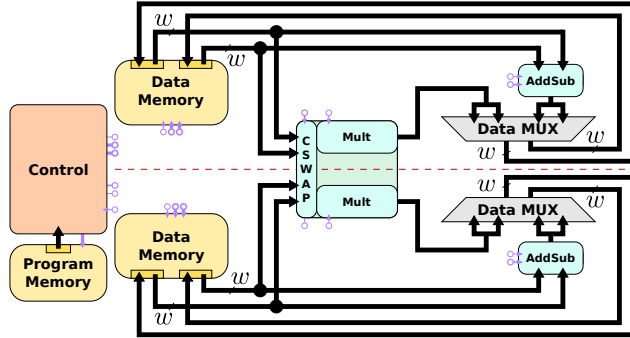 w
w
Data
Memory
AddSub
Control
C
S
W
A
P
Mult
Mult
Data MUX
w
w
Data MUX
Program
Memory
Data
Memory
w
w
AddSub